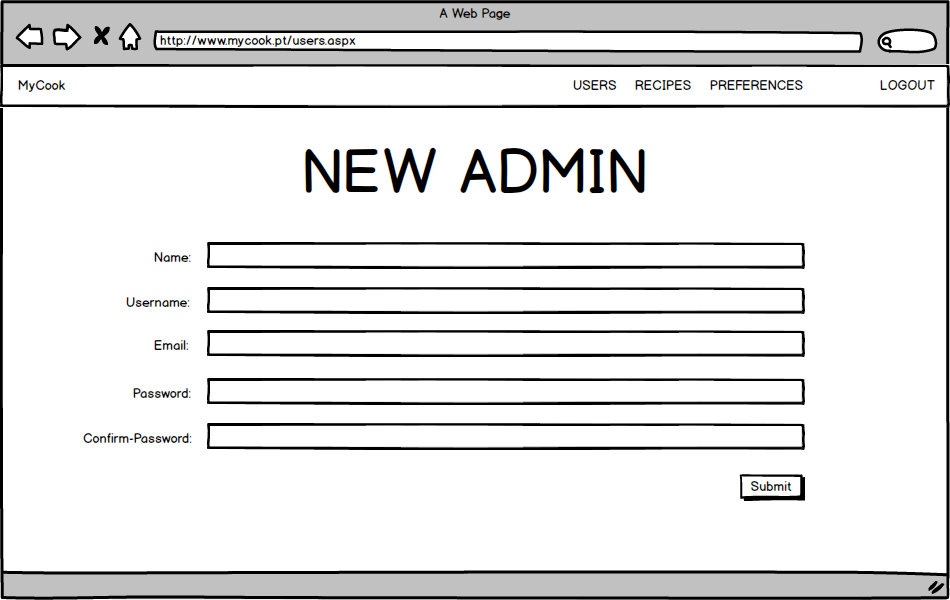 A Web Page
http://www.mycook.pt/users.aspx
MyCook USERS RECIPES PREFERENCES LOGOUT
NEW ADMIN
Name:
Username:
Email:
Password:
Confirm-Password:
Submit